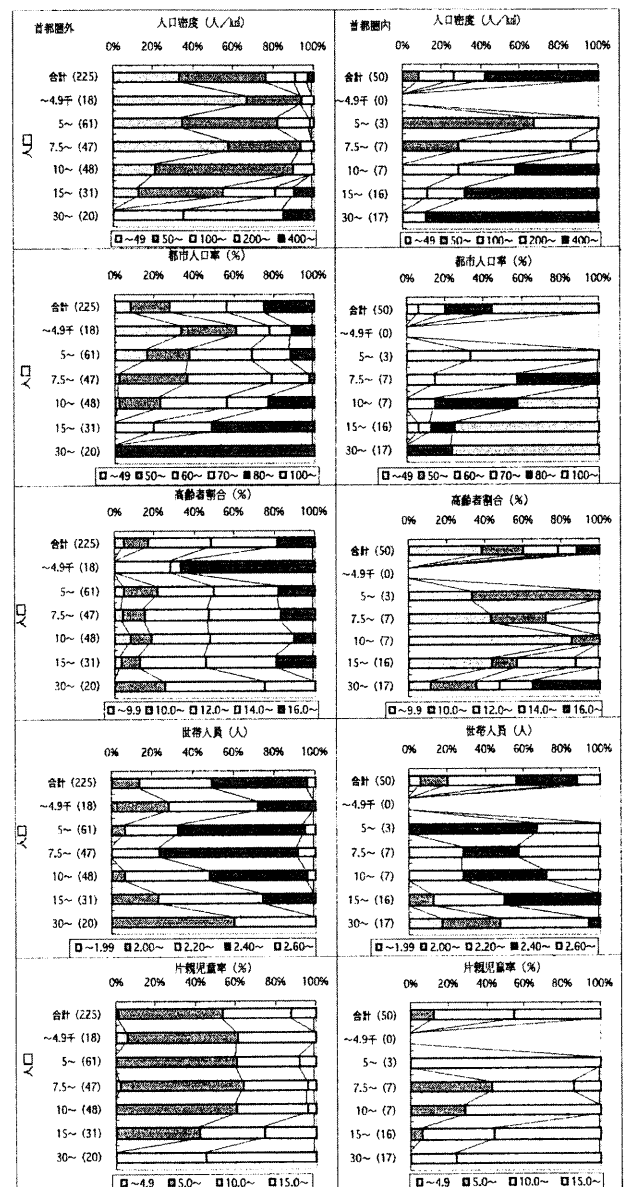 首都圏外 人口密度（人／k㎡）
0% 20% 40% 60% 80% 100%
合計 (225)
～4.9千 (18)
5～ (61)
7.5～ (47)
10～ (48)
15～ (31)
30～ (20)
人口
□～49 ■50～ □100～ □200～ ■400～
首都圏内 人口密度（人／k㎡）
0% 20% 40% 60% 80% 100%
合計 (50)
～4.9千 (0)
5～ (3)
7.5～ (7)
10～ (7)
15～ (16)
30～ (17)
□～49 ■50～ □100～ □200～ ■400～
都市人口率（%）
0% 20% 40% 60% 80% 100%
合計 (225)
～4.9千 (18)
5～ (61)
7.5～ (47)
10～ (48)
15～ (31)
30～ (20)
人口
□～49 ■50～ □60～ □70～ ■80～ □100～
都市人口率（%）
0% 20% 40% 60% 80% 100%
合計 (50)
～4.9千 (0)
5～ (3)
7.5～ (7)
10～ (7)
15～ (16)
30～ (17)
□～49 ■50～ □60～ □70～ ■80～ □100～
高齢者割合（%）
0% 20% 40% 60% 80% 100%
合計 (225)
～4.9千 (18)
5～ (61)
7.5～ (47)
10～ (48)
15～ (31)
30～ (20)
人口
□～9.9 ■10.0～ □12.0～ □14.0～ ■16.0～
高齢者割合（%）
0% 20% 40% 60% 80% 100%
合計 (50)
～4.9千 (0)
5～ (3)
7.5～ (7)
10～ (7)
15～ (16)
30～ (17)
□～9.9 ■10.0～ □12.0～ □14.0～ ■16.0～
世帯人員（人）
0% 20% 40% 60% 80% 100%
合計 (225)
～4.9千 (18)
5～ (61)
7.5～ (47)
10～ (48)
15～ (31)
30～ (20)
人口
□～1.99 ■2.00～ □2.20～ ■2.40～ □2.60～
世帯人員（人）
0% 20% 40% 60% 80% 100%
合計 (50)
～4.9千 (0)
5～ (3)
7.5～ (7)
10～ (7)
15～ (16)
30～ (17)
□～1.99 ■2.00～ □2.20～ ■2.40～ □2.60～
片親児童率（%）
0% 20% 40% 60% 80% 100%
合計 (225)
～4.9千 (18)
5～ (61)
7.5～ (47)
10～ (48)
15～ (31)
30～ (20)
人口
□～4.9 ■5.0～ □10.0～ □15.0～
片親児童率（%）
0% 20% 40% 60% 80% 100%
合計 (50)
～4.9千 (0)
5～ (3)
7.5～ (7)
10～ (7)
15～ (16)
30～ (17)
□～4.9 ■5.0～ □10.0～ □15.0～